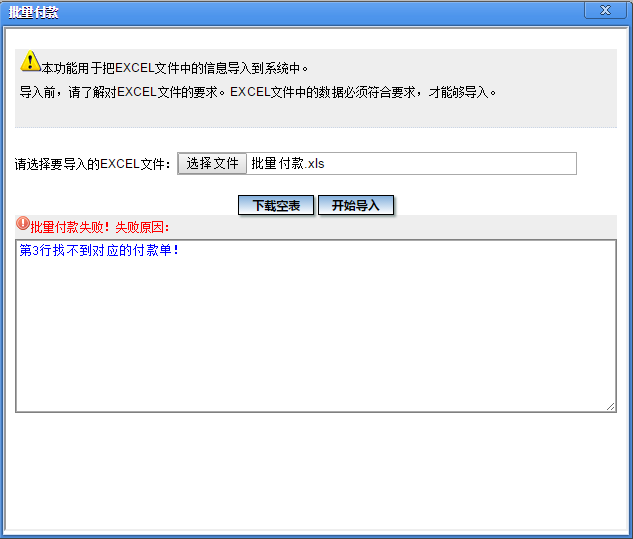 批量付款
本功能用于把EXCEL文件中的信息导入到系统中。
导入前，请了解对EXCEL文件的要求。EXCEL文件中的数据必须符合要求，才能够导入。
请选择要导入的EXCEL文件： 选择文件 批量付款.xls
下载空表 开始导入
批量付款失败！失败原因：
第3行找不到对应的付款单！